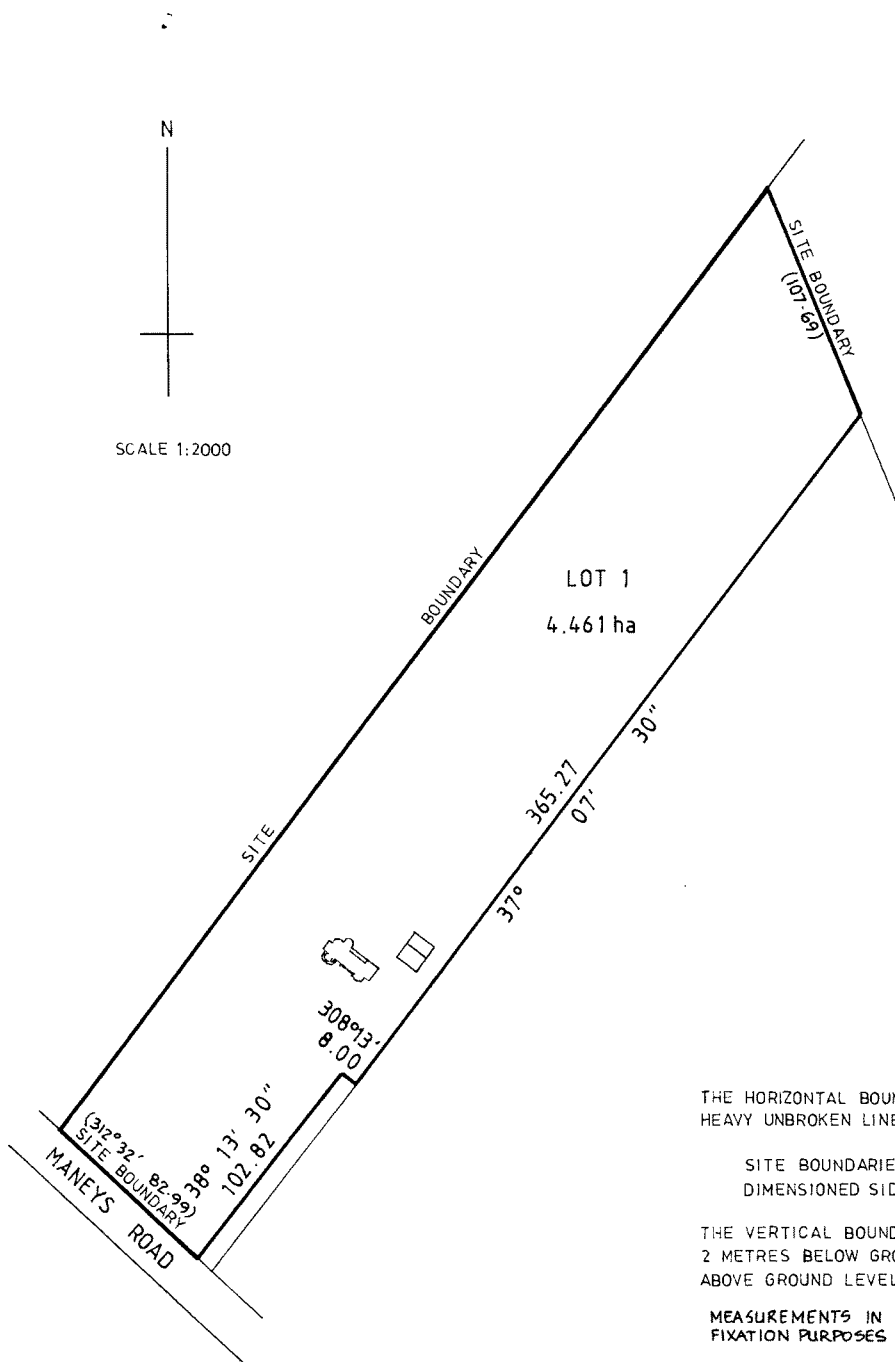 N
SCALE 1:2000
SITE BOUNDARY
(107.69)
LOT 1
4.461 ha
SITE BOUNDARY
365.27
37° 07' 30"
308°13'
8.00
38° 13' 30"
102.82
(312°32' 82.99)
SITE BOUNDARY
MANEYS ROAD
THE HORIZONTAL BOUN
HEAVY UNBROKEN LINE
SITE BOUNDARIE
DIMENSIONED SID
THE VERTICAL BOUND
2 METRES BELOW GRO
ABOVE GROUND LEVEL
MEASUREMENTS IN
FIXATION PURPOSES